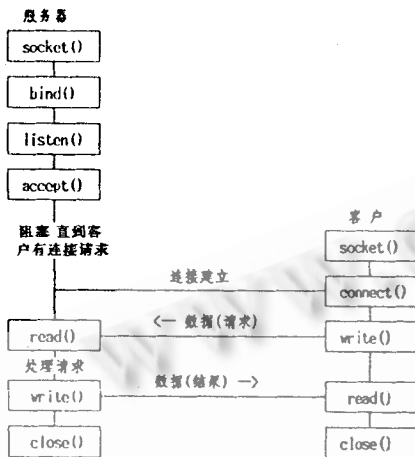 服务器
socket()
bind()
listen()
accept()
阻塞 直到客
户有连接请求
客 户
socket()
连接建立
connect()
<— 数据(请求)
read()
write()
处理请求
数据(结果) —>
write()
read()
close()
close()